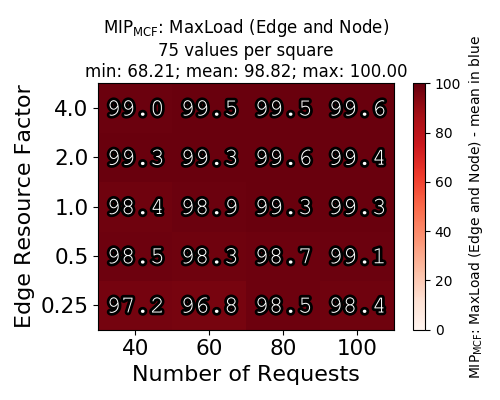 MIP_MCF: MaxLoad (Edge and Node)
75 values per square
min: 68.21; mean: 98.82; max: 100.00
Edge Resource Factor
4.0 99.0 99.5 99.5 99.6
2.0 99.3 99.3 99.6 99.4
1.0 98.4 98.9 99.3 99.3
0.5 98.5 98.3 98.7 99.1
0.25 97.2 96.8 98.5 98.4
40 60 80 100
Number of Requests
100
80
60
40
20
0
MIP_MCF: MaxLoad (Edge and Node) - mean in blue